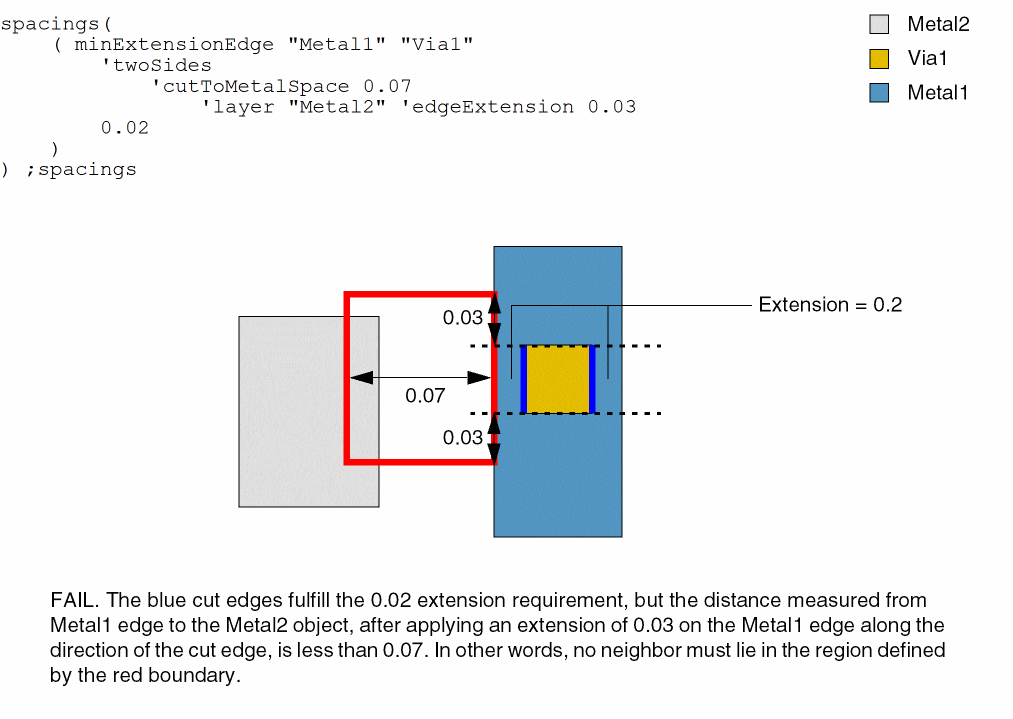 spacings(
( minExtensionEdge "Metal1" "Via1"
'twoSides
'cutToMetalSpace 0.07
'layer "Metal2" 'edgeExtension 0.03
0.02
)
) ;spacings
Metal2
Via1
Metal1
Extension = 0.2
0.03
0.07
0.03
FAIL. The blue cut edges fulfill the 0.02 extension requirement, but the distance measured from
Metal1 edge to the Metal2 object, after applying an extension of 0.03 on the Metal1 edge along the
direction of the cut edge, is less than 0.07. In other words, no neighbor must lie in the region defined
by the red boundary.